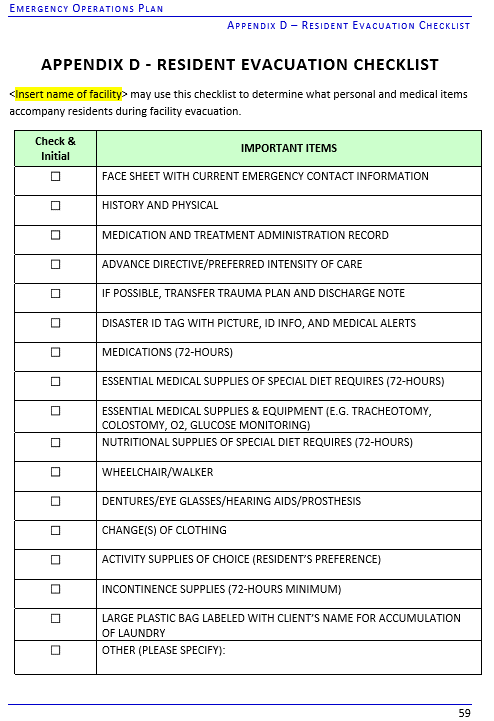 EMERGENCY OPERATIONS PLAN
APPENDIX D – RESIDENT EVACUATION CHECKLIST
APPENDIX D - RESIDENT EVACUATION CHECKLIST
<Insert name of facility> may use this checklist to determine what personal and medical items
accompany residents during facility evacuation.
Check &
Initial
IMPORTANT ITEMS
☐ FACE SHEET WITH CURRENT EMERGENCY CONTACT INFORMATION
☐ HISTORY AND PHYSICAL
☐ MEDICATION AND TREATMENT ADMINISTRATION RECORD
☐ ADVANCE DIRECTIVE/PREFERRED INTENSITY OF CARE
☐ IF POSSIBLE, TRANSFER TRAUMA PLAN AND DISCHARGE NOTE
☐ DISASTER ID TAG WITH PICTURE, ID INFO, AND MEDICAL ALERTS
☐ MEDICATIONS (72-HOURS)
☐ ESSENTIAL MEDICAL SUPPLIES OF SPECIAL DIET REQUIRES (72-HOURS)
☐ ESSENTIAL MEDICAL SUPPLIES & EQUIPMENT (E.G. TRACHEOTOMY,
COLOSTOMY, O2, GLUCOSE MONITORING)
☐ NUTRITIONAL SUPPLIES OF SPECIAL DIET REQUIRES (72-HOURS)
☐ WHEELCHAIR/WALKER
☐ DENTURES/EYE GLASSES/HEARING AIDS/PROSTHESIS
☐ CHANGE(S) OF CLOTHING
☐ ACTIVITY SUPPLIES OF CHOICE (RESIDENT’S PREFERENCE)
☐ INCONTINENCE SUPPLIES (72-HOURS MINIMUM)
☐ LARGE PLASTIC BAG LABELED WITH CLIENT’S NAME FOR ACCUMULATION
OF LAUNDRY
☐ OTHER (PLEASE SPECIFY):
59